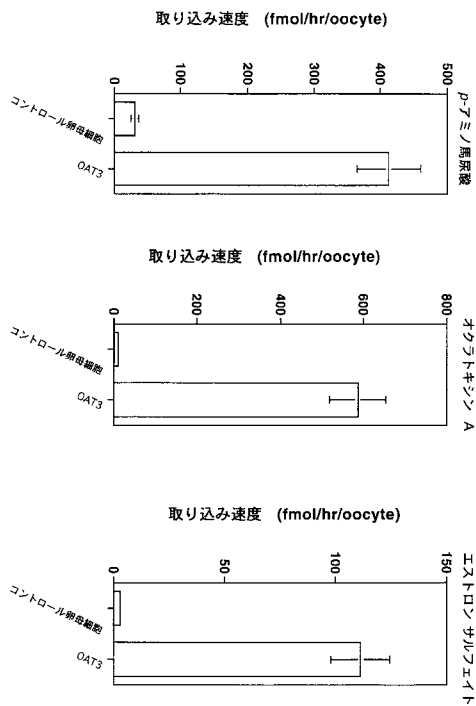 取り込み速度 (fmol/hr/oocyte)
0
100
200
300
400
500
p-アミノ馬尿酸
コントロール卵母細胞
OAT3
取り込み速度 (fmol/hr/oocyte)
0
200
400
600
800
オクラトキシン A
コントロール卵母細胞
OAT3
取り込み速度 (fmol/hr/oocyte)
0
50
100
150
エストロン サルフェイト
コントロール卵母細胞
OAT3